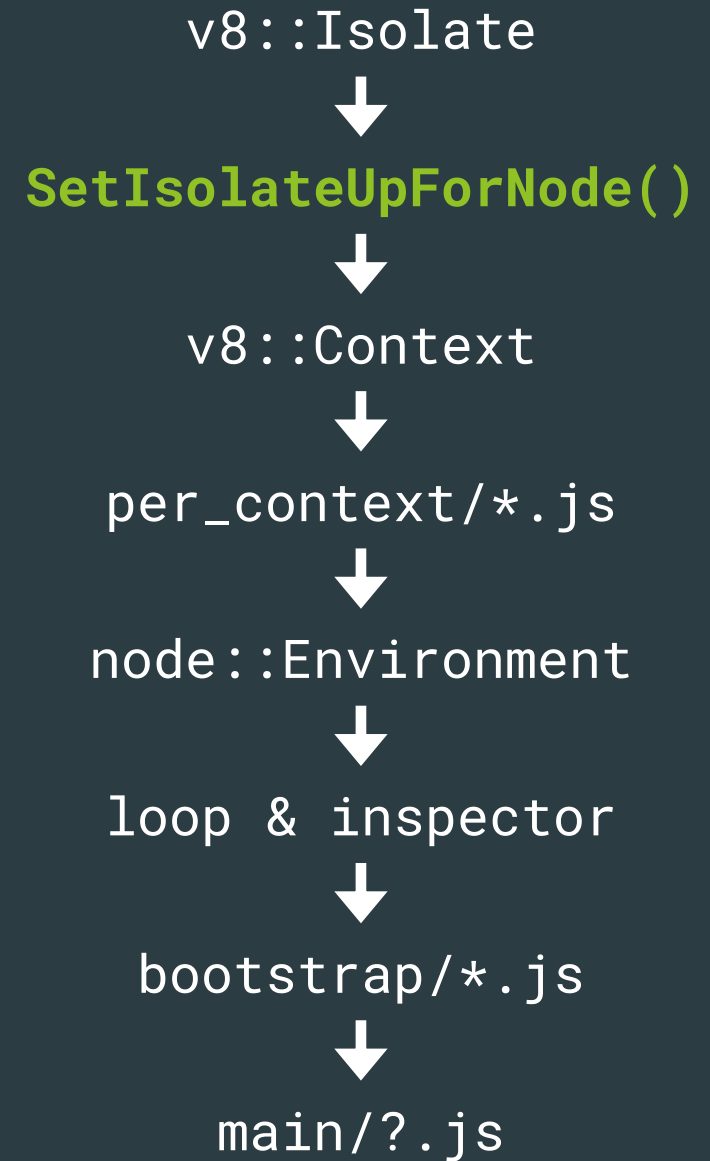 v8::Isolate
SetIsolateUpForNode()
v8::Context
per_context/*.js
node::Environment
loop & inspector
bootstrap/*.js
main/?.js